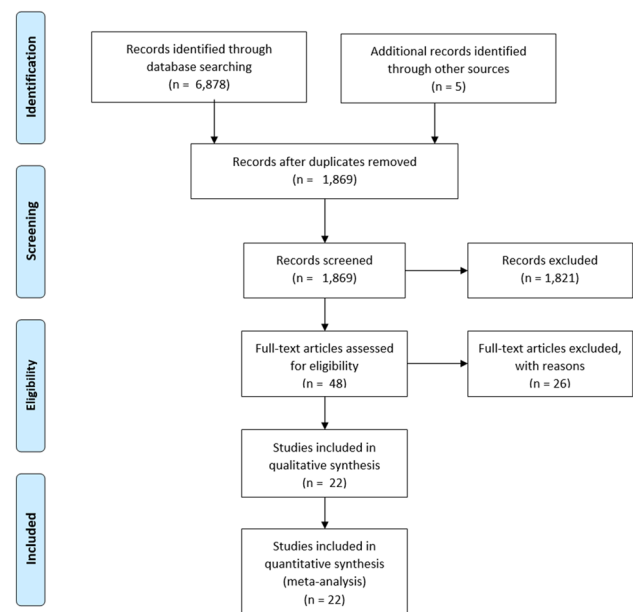 Identification
Records identified through
database searching
(n = 6,878)
Additional records identified
through other sources
(n = 5)
Records after duplicates removed
(n = 1,869)
Screening
Records screened
(n = 1,869)
Records excluded
(n = 1,821)
Eligibility
Full-text articles assessed
for eligibility
(n = 48)
Full-text articles excluded,
with reasons
(n = 26)
Studies included in
qualitative synthesis
(n = 22)
Included
Studies included in
quantitative synthesis
(meta-analysis)
(n = 22)